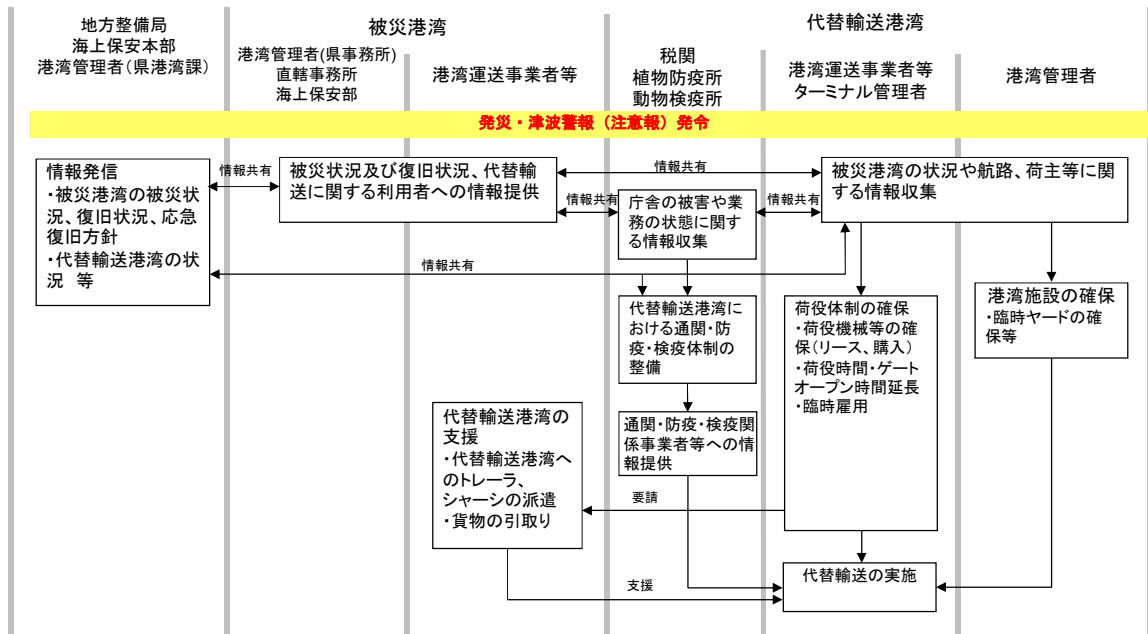 地方整備局
海上保安本部
港湾管理者(県港湾課)
被災港湾
港湾管理者(県事務所)
直轄事務所
海上保安部
港湾運送事業者等
代替輸送港湾
税関
植物防疫所
動物検疫所
港湾運送事業者等
ターミナル管理者
港湾管理者
発災・津波警報(注意報)発令
情報発信
・被災港湾の被災状
況、復旧状況、応急
復旧方針
・代替輸送港湾の状
況 等
情報共有
被災状況及び復旧状況、代替輸
送に関する利用者への情報提供
情報共有
情報共有
庁舎の被害や業
務の状態に関す
る情報収集
情報共有
被災港湾の状況や航路、荷主等に関
する情報収集
情報共有
代替輸送港湾に
おける通関・防
疫・検疫体制の
整備
荷役体制の確保
・荷役機械等の確
保(リース、購入)
・荷役時間・ゲート
オープン時間延長
・臨時雇用
港湾施設の確保
・臨時ヤードの確
保等
代替輸送港湾の
支援
・代替輸送港湾へ
のトレーラ、
シャーシの派遣
・貨物の引取り
通関・防疫・検疫関
係事業者等への情
報提供
要請
支援
代替輸送の実施